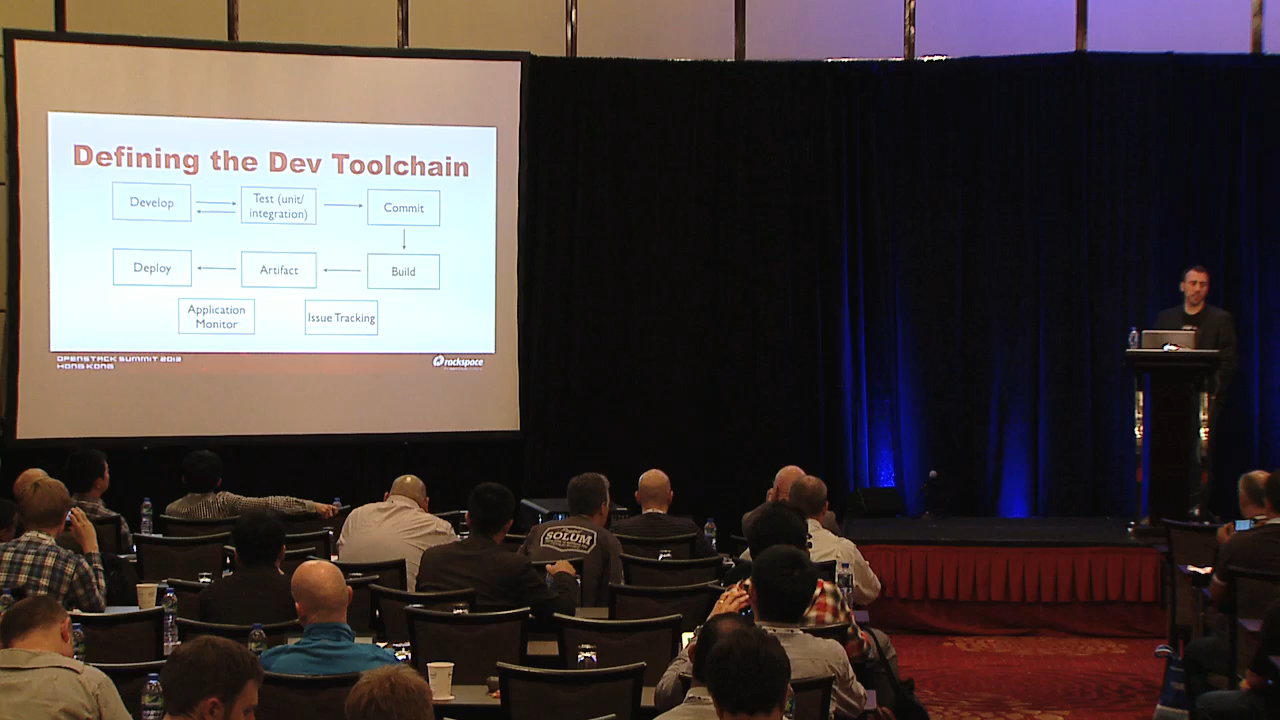 Defining the Dev Toolchain
Develop
Test (unit/
integration)
Commit
Deploy
Artifact
Build
Application
Monitor
Issue Tracking
OPENSTACK SUMMIT 2013
HONG KONG
rackspace
SOLUM